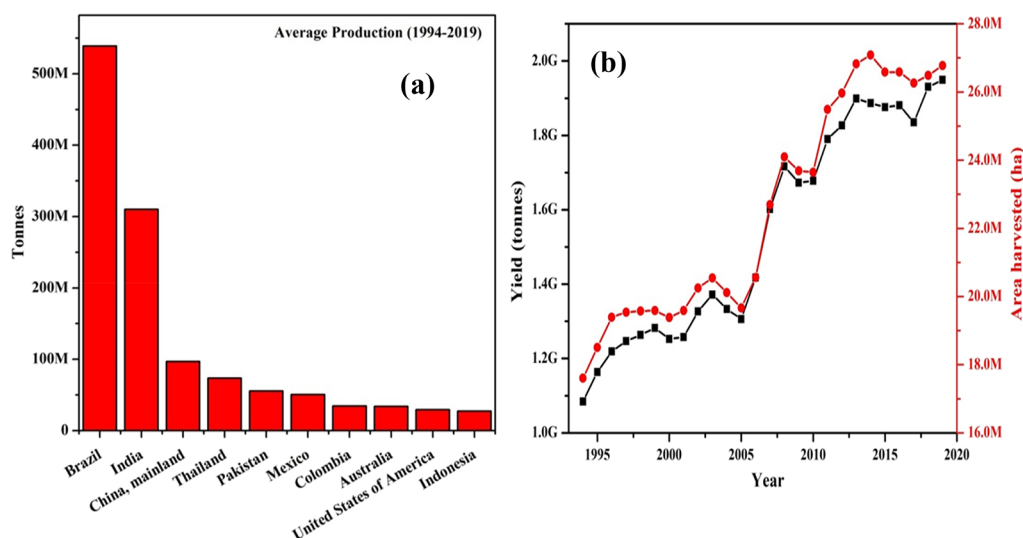 Average Production (1994-2019)
(a)
Tonnes
500M
400M
300M
200M
100M
0
Brazil
India
China, mainland
Thailand
Pakistan
Mexico
Colombia
Australia
United States of America
Indonesia
(b)
Yield (tonnes)
2.0G
1.8G
1.6G
1.4G
1.2G
1.0G
28.0M
26.0M
24.0M
22.0M
20.0M
18.0M
16.0M
Area harvested (ha)
1995
2000
2005
2010
2015
2020
Year